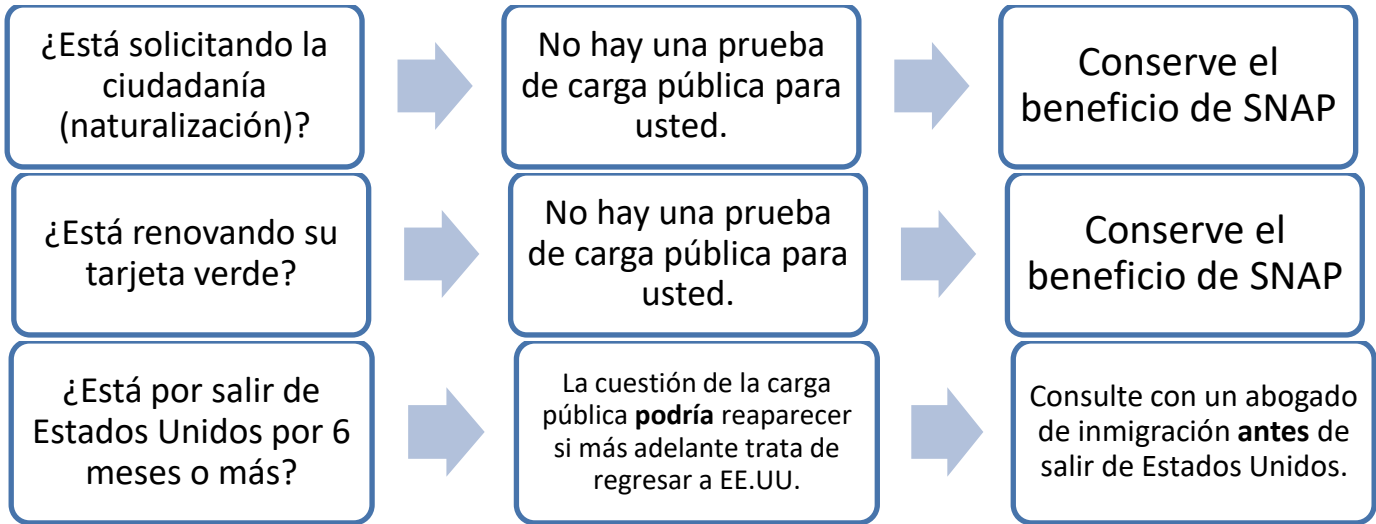 ¿Está solicitando la
ciudadanía
(naturalización)?
No hay una prueba
de carga pública para
usted.
Conserve el
beneficio de SNAP
¿Está renovando su
tarjeta verde?
No hay una prueba
de carga pública para
usted.
Conserve el
beneficio de SNAP
¿Está por salir de
Estados Unidos por 6
meses o más?
La cuestión de la carga
pública podría reaparecer
si más adelante trata de
regresar a EE.UU.
Consulte con un abogado
de inmigración antes de
salir de Estados Unidos.